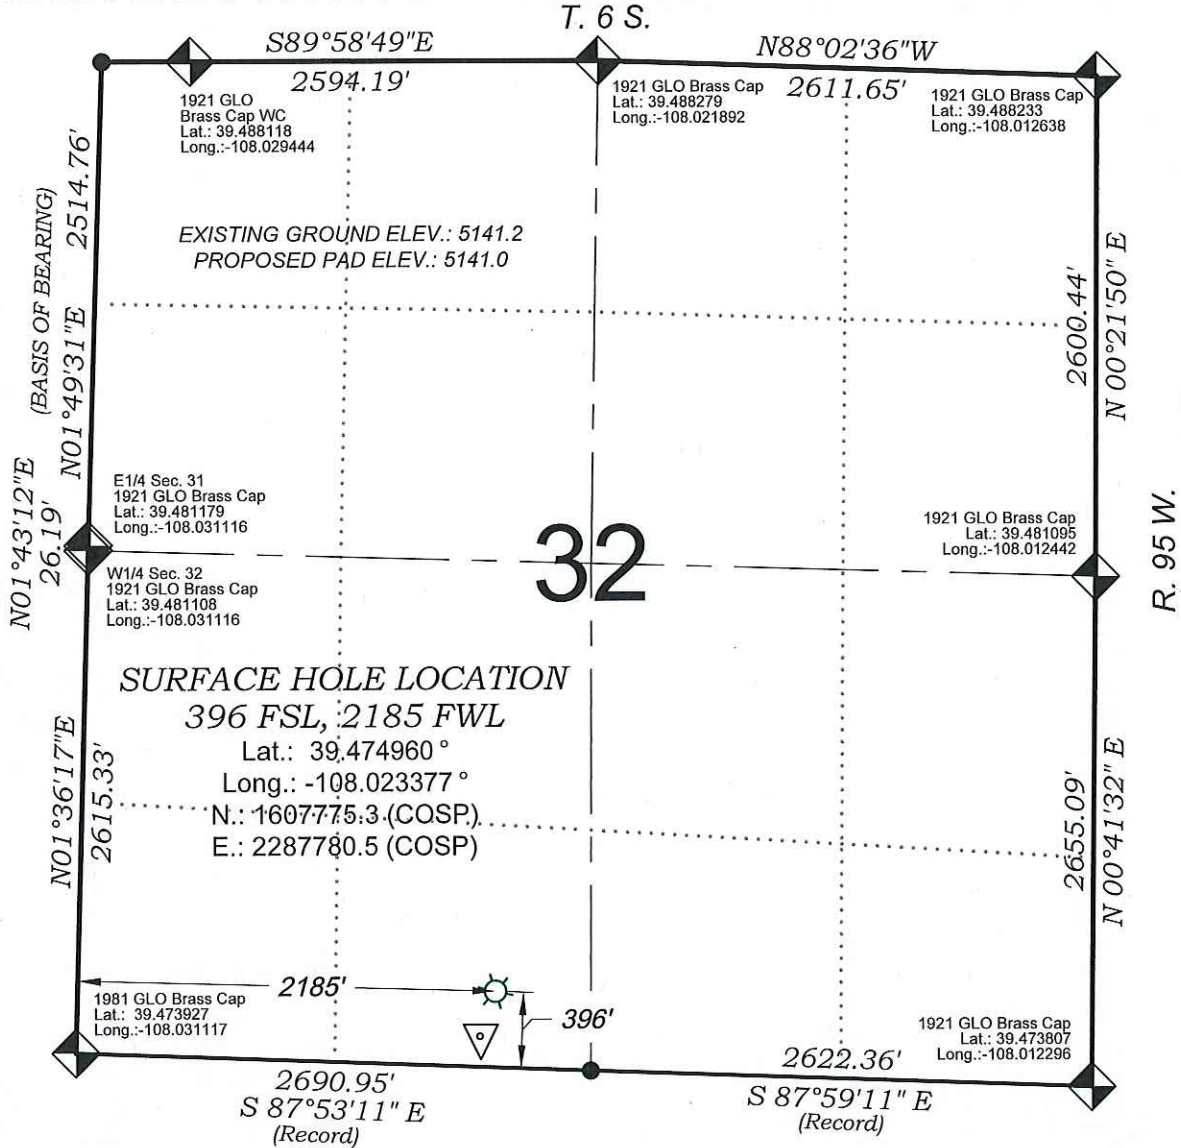 T. 6 S.
S89°58'49"E
2594.19'
N88°02'36"W
2611.65'
1921 GLO
Brass Cap WC
Lat.: 39.488118
Long.:-108.029444
1921 GLO Brass Cap
Lat.: 39.488279
Long.:-108.021892
1921 GLO Brass Cap
Lat.: 39.488233
Long.:-108.012638
2514.76'
N01°49'31"E
(BASIS OF BEARING)
EXISTING GROUND ELEV.: 5141.2
PROPOSED PAD ELEV.: 5141.0
2600.44'
N 00°21'50" E
N01°43'12"E
26.19'
E1/4 Sec. 31
1921 GLO Brass Cap
Lat.: 39.481179
Long.:-108.031116
W1/4 Sec. 32
1921 GLO Brass Cap
Lat.: 39.481108
Long.:-108.031116
32
1921 GLO Brass Cap
Lat.: 39.481095
Long.:-108.012442
R. 95 W.
SURFACE HOLE LOCATION
396 FSL, 2185 FWL
Lat.: 39.474960 °
Long.: -108.023377 °
N.: 1607775.3 (COSP)
E.: 2287780.5 (COSP)
N01°36'17"E
2615.33'
2655.09'
N 00°41'32" E
2185'
396'
1981 GLO Brass Cap
Lat.: 39.473927
Long.:-108.031117
1921 GLO Brass Cap
Lat.: 39.473807
Long.:-108.012296
2690.95'
S 87°53'11" E
(Record)
2622.36'
S 87°59'11" E
(Record)